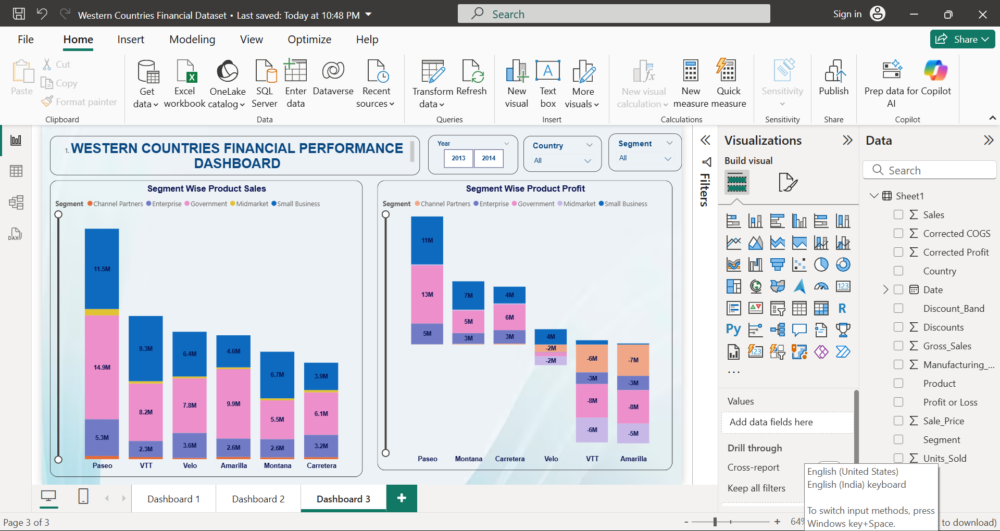 Western Countries Financial Dataset • Last saved: Today at 10:48 PM
Search
Sign in
File
Home
Insert
Modeling
View
Optimize
Help
Share
Paste
Cut
Copy
Format painter
Clipboard
Get data
Excel workbook
OneLake catalog
SQL Server
Enter data
Dataverse
Recent sources
Data
Transform data
Refresh
Queries
New visual
Text box
More visuals
Insert
New visual calculation
New measure
Quick measure
Calculations
Sensitivity
Sensitivity
Publish
Share
Prep data for AI
Copilot
Copilot
1. WESTERN COUNTRIES FINANCIAL PERFORMANCE
DASHBOARD
Year
2013
2014
Country
All
Segment
All
Segment Wise Product Sales
Segment Channel Partners Enterprise Government Midmarket Small Business
11.5M
14.9M
5.3M
9.3M
8.2M
2.3M
6.4M
7.8M
3.6M
4.6M
9.9M
2.6M
6.7M
5.5M
2.6M
3.9M
6.1M
3.2M
Paseo VTT Velo Amarilla Montana Carretera
Segment Wise Product Profit
Segment Channel Partners Enterprise Government Midmarket Small Business
11M
13M
5M
7M
5M
3M
4M
6M
3M
4M
-2M
-2M
-6M
-3M
-8M
-6M
-7M
-3M
-8M
-5M
Paseo Montana Carretera Velo VTT Amarilla
Filters
Visualizations
Build visual
123
R
Py
123
...
Values
Add data fields here
Drill through
Cross-report
Keep all filters
Data
Search
Sheet1
Sales
Corrected COGS
Corrected Profit
Country
Date
Discount_Band
Discounts
Gross_Sales
Manufacturing_...
Product
Profit or Loss
Sale_Price
Segment
Units_Sold
DAX
Dashboard 1
Dashboard 2
Dashboard 3
+
Page 3 of 3
- +
64%
English (United States)
English (India) keyboard
To switch input methods, press
Windows key+Space.
to download)